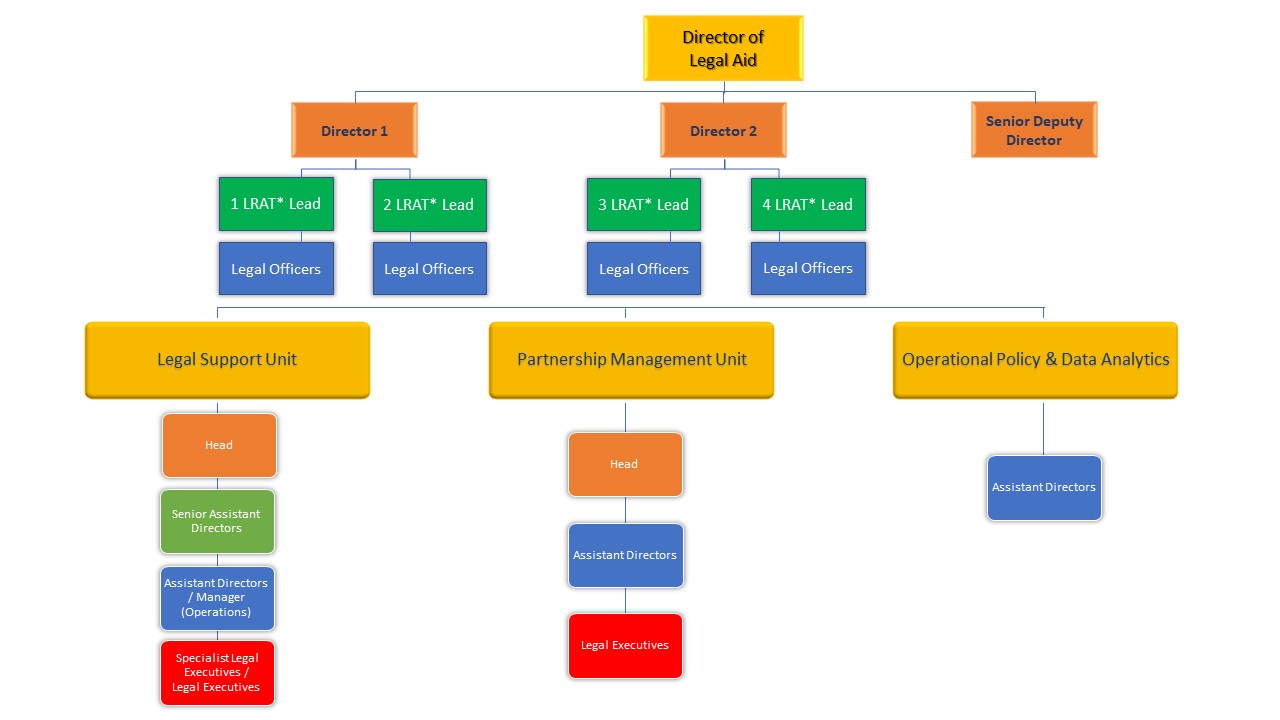 Director of
Legal Aid
Director 1
Director 2
Senior Deputy
Director
1 LRAT* Lead
2 LRAT* Lead
3 LRAT* Lead
4 LRAT* Lead
Legal Officers
Legal Officers
Legal Officers
Legal Officers
Legal Support Unit
Partnership Management Unit
Operational Policy & Data Analytics
Head
Senior Assistant
Directors
Assistant Directors
/ Manager
(Operations)
Specialist Legal
Executives /
Legal Executives
Head
Assistant Directors
Legal Executives
Assistant Directors